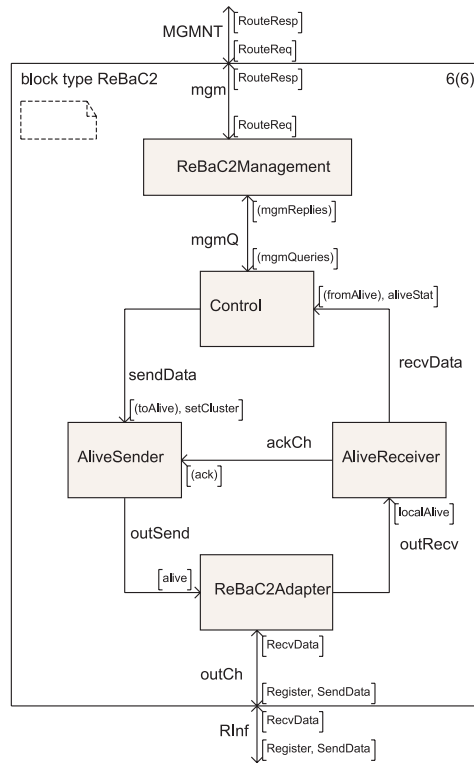 [RouteResp]
MGMNT
[RouteReq]
block type ReBaC2
[RouteResp]
6(6)
mgm
[RouteReq]
ReBaC2Management
[(mgmReplies)]
mgmQ
[(mgmQueries)]
Control
[(fromAlive), aliveStat]
recvData
sendData
[(toAlive), setCluster]
AliveSender
ackCh
AliveReceiver
[(ack)]
[localAlive]
outSend
outRecv
[alive]
ReBaC2Adapter
[RecvData]
outCh
[Register, SendData]
RInf
[RecvData]
[Register, SendData]